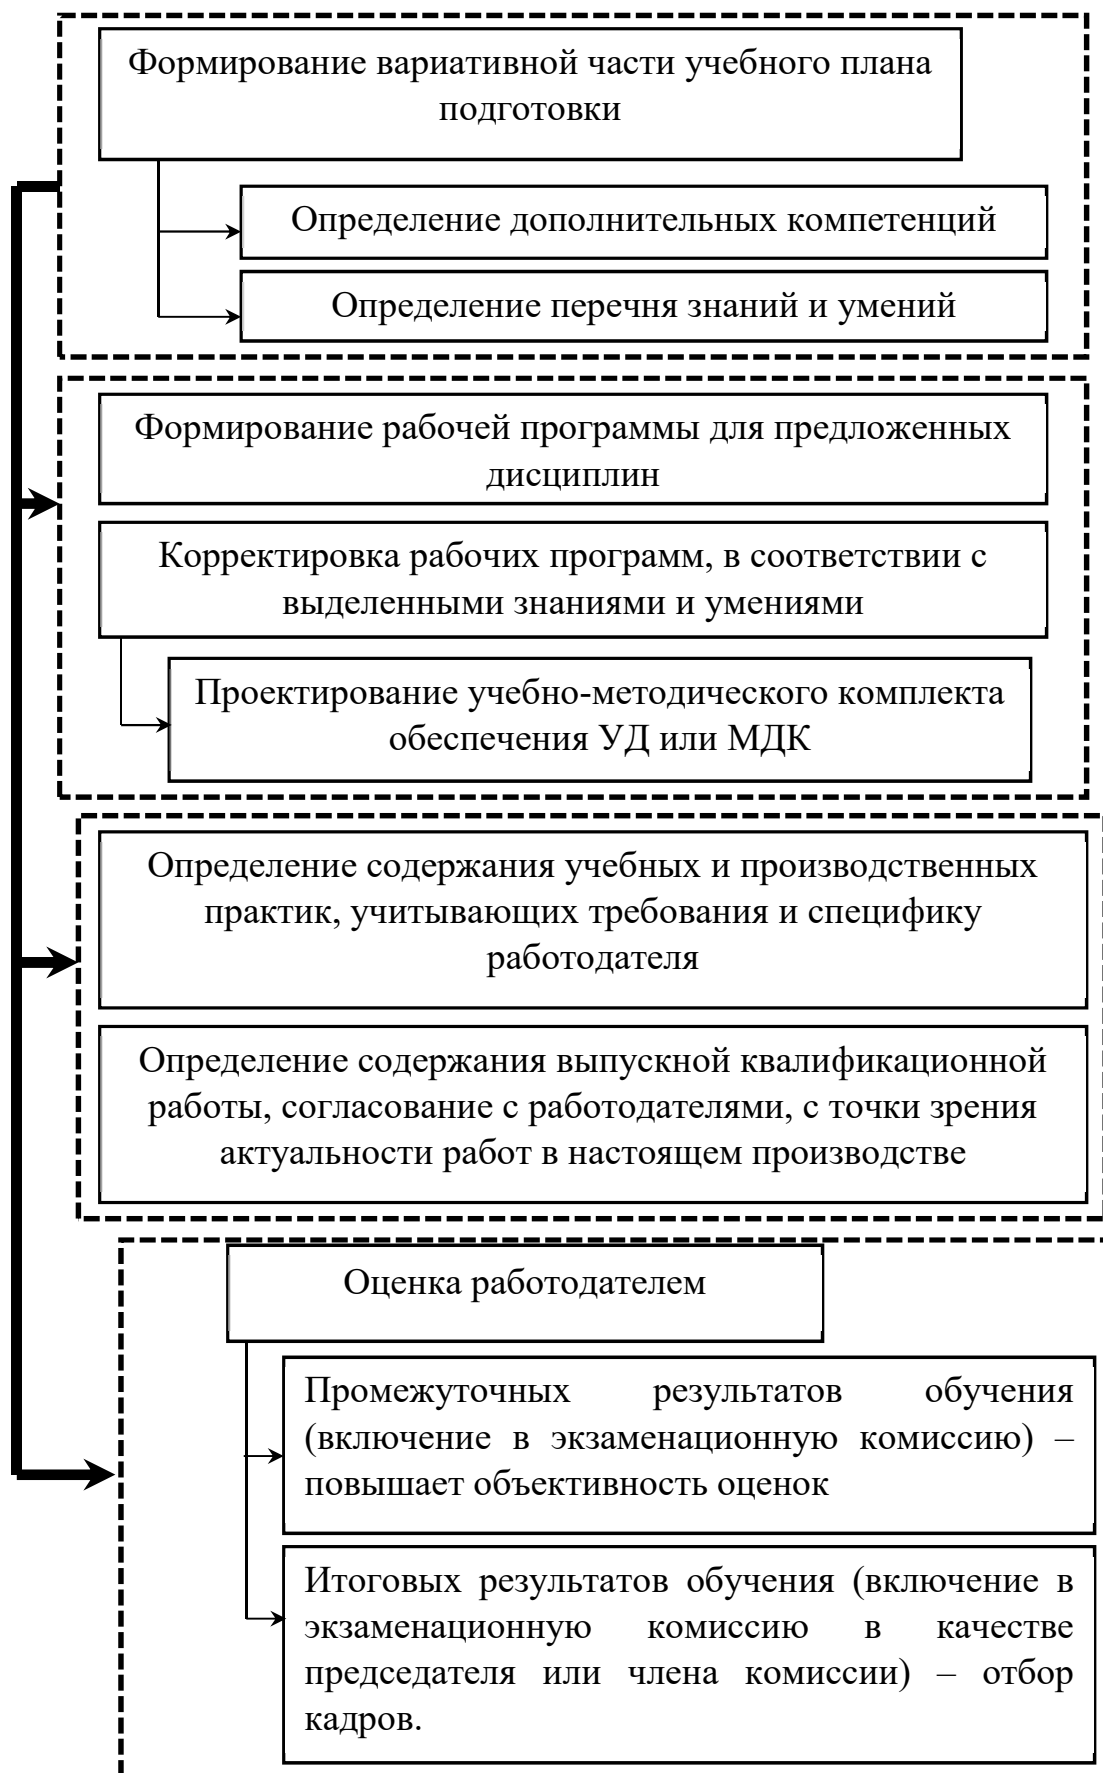 Формирование вариативной части учебного плана
подготовки
Определение дополнительных компетенций
Определение перечня знаний и умений
Формирование рабочей программы для предложенных
дисциплин
Корректировка рабочих программ, в соответствии с
выделенными знаниями и умениями
Проектирование учебно-методического комплекта
обеспечения УД или МДК
Определение содержания учебных и производственных
практик, учитывающих требования и специфику
работодателя
Определение содержания выпускной квалификационной
работы, согласование с работодателями, с точки зрения
актуальности работ в настоящем производстве
Оценка работодателем
Промежуточных результатов обучения
(включение в экзаменационную комиссию) –
повышает объективность оценок
Итоговых результатов обучения (включение в
экзаменационную комиссию в качестве
председателя или члена комиссии) – отбор
кадров.